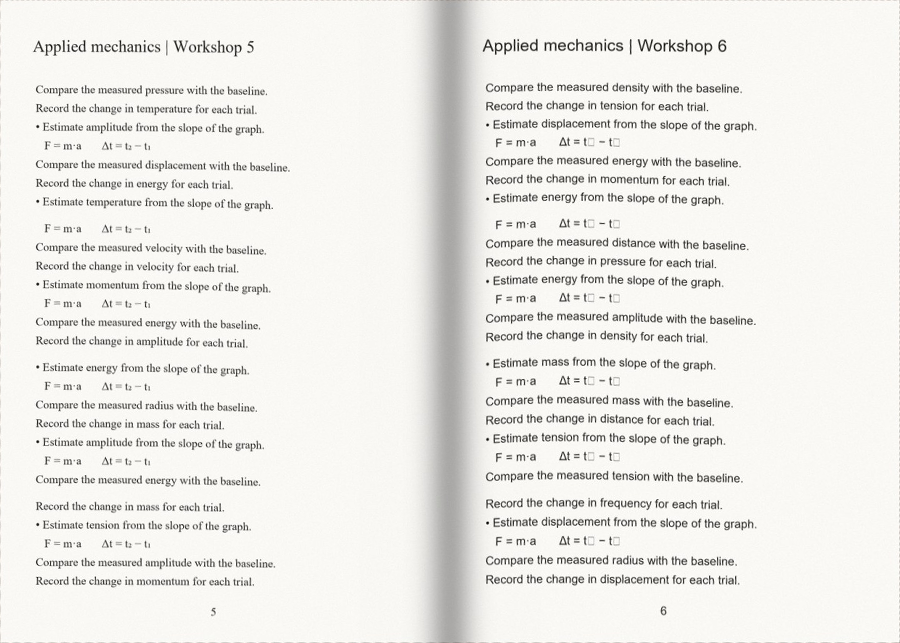 Applied mechanics | Workshop 5
Compare the measured pressure with the baseline.
Record the change in temperature for each trial.
• Estimate amplitude from the slope of the graph.
F = m·a Δt = t₂ − t₁
Compare the measured displacement with the baseline.
Record the change in energy for each trial.
• Estimate temperature from the slope of the graph.
F = m·a Δt = t₂ − t₁
Compare the measured velocity with the baseline.
Record the change in velocity for each trial.
• Estimate momentum from the slope of the graph.
F = m·a Δt = t₂ − t₁
Compare the measured energy with the baseline.
Record the change in amplitude for each trial.
• Estimate energy from the slope of the graph.
F = m·a Δt = t₂ − t₁
Compare the measured radius with the baseline.
Record the change in mass for each trial.
• Estimate amplitude from the slope of the graph.
F = m·a Δt = t₂ − t₁
Compare the measured energy with the baseline.
Record the change in mass for each trial.
• Estimate tension from the slope of the graph.
F = m·a Δt = t₂ − t₁
Compare the measured amplitude with the baseline.
Record the change in momentum for each trial.
5
Applied mechanics | Workshop 6
Compare the measured density with the baseline.
Record the change in tension for each trial.
• Estimate displacement from the slope of the graph.
F = m·a Δt = t□ − t□
Compare the measured energy with the baseline.
Record the change in momentum for each trial.
• Estimate energy from the slope of the graph.
F = m·a Δt = t□ − t□
Compare the measured distance with the baseline.
Record the change in pressure for each trial.
• Estimate energy from the slope of the graph.
F = m·a Δt = t□ − t□
Compare the measured amplitude with the baseline.
Record the change in density for each trial.
• Estimate mass from the slope of the graph.
F = m·a Δt = t□ − t□
Compare the measured mass with the baseline.
Record the change in distance for each trial.
• Estimate tension from the slope of the graph.
F = m·a Δt = t□ − t□
Compare the measured tension with the baseline.
Record the change in frequency for each trial.
• Estimate displacement from the slope of the graph.
F = m·a Δt = t□ − t□
Compare the measured radius with the baseline.
Record the change in displacement for each trial.
6